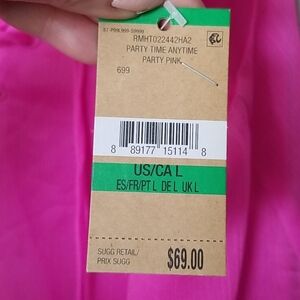 RMHT022442HA2
PARTY TIME ANYTIME
PARTY PINK
699
8 89177 15114 8
US/CA L
ES/FR/PT L DE L UK L
SUGG RETAIL/
PRIX SUGG
$69.00